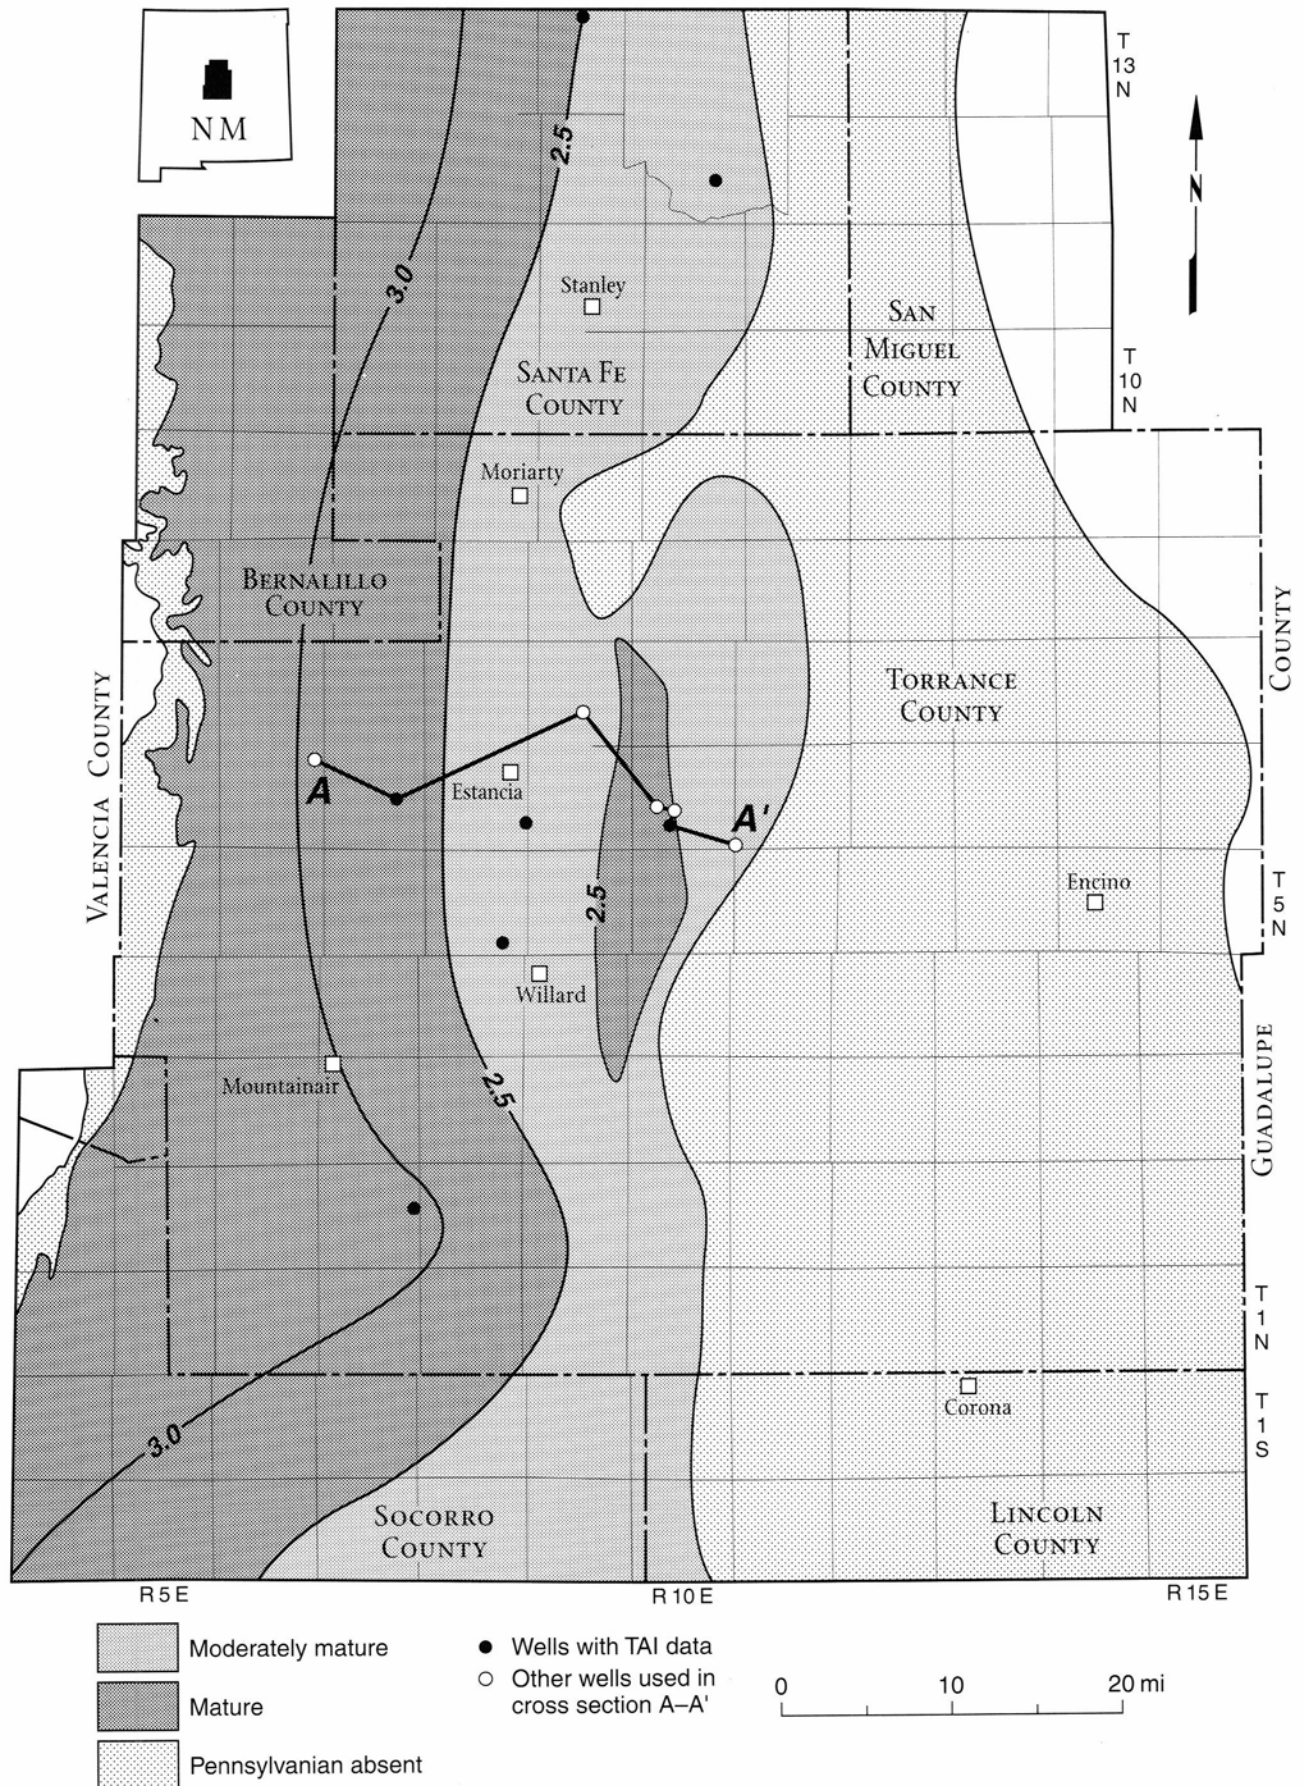 NM
T
13
N
N
2.5
3.0
Stanley
SAN
MIGUEL
COUNTY
SANTA FE
COUNTY
T
10
N
Moriarty
BERNALILLO
COUNTY
VALENCIA COUNTY
TORRANCE
COUNTY
GUADALUPE COUNTY
A
Estancia
A'
2.5
Encino
T
5
N
Willard
Mountainair
2.5
T
1
N
Corona
T
1
S
3.0
SOCORRO
COUNTY
LINCOLN
COUNTY
R 5 E
R 10 E
R 15 E
Moderately mature
Mature
Pennsylvanian absent
Wells with TAI data
Other wells used in
cross section A–A'
0 10 20 mi